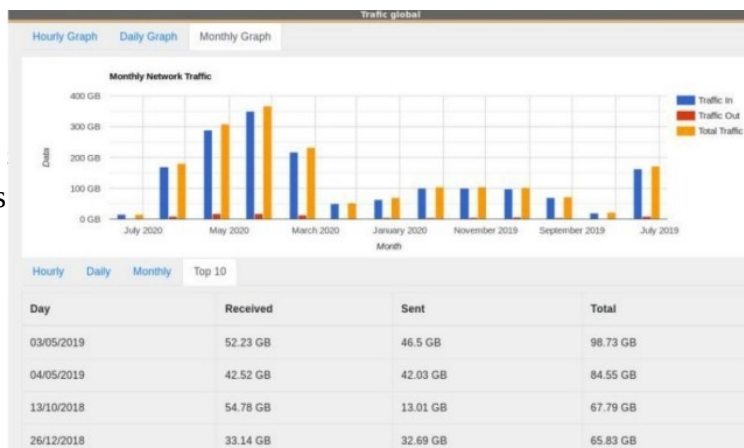 Trafic global
Hourly Graph Daily Graph Monthly Graph
Monthly Network Traffic
400 GB
300 GB
200 GB
100 GB
0 GB
Data
July 2020 May 2020 March 2020 January 2020 November 2019 September 2019 July 2019
Month
Traffic In
Traffic Out
Total Traffic
s
Hourly Daily Monthly Top 10
Day Received Sent Total
03/05/2019 52.23 GB 46.5 GB 98.73 GB
04/05/2019 42.52 GB 42.03 GB 84.55 GB
13/10/2018 54.78 GB 13.01 GB 67.79 GB
26/12/2018 33.14 GB 32.69 GB 65.83 GB